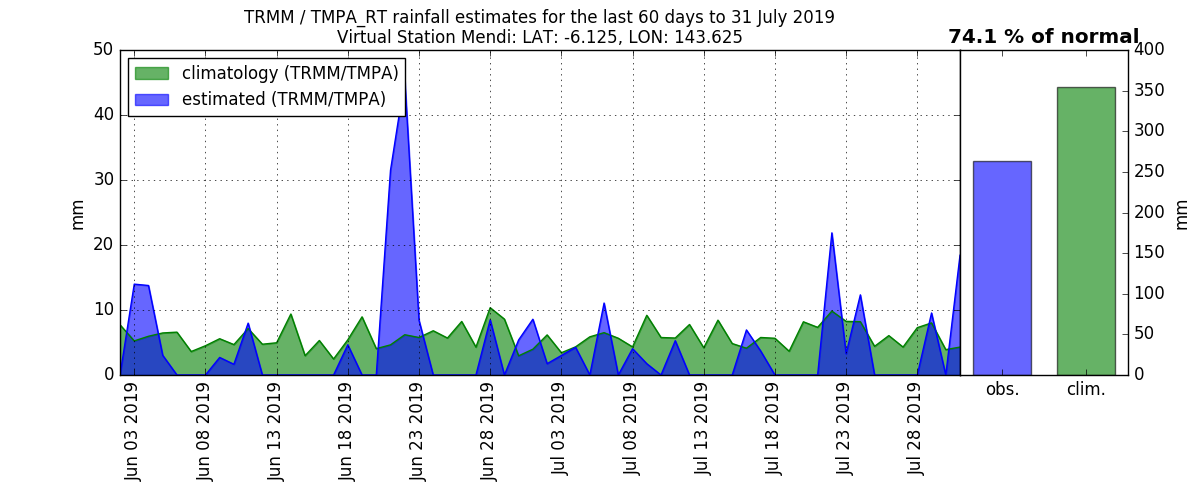 TRMM / TMPA_RT rainfall estimates for the last 60 days to 31 July 2019
Virtual Station Mendi: LAT: -6.125, LON: 143.625
74.1 % of normal
climatology (TRMM/TMPA)
estimated (TRMM/TMPA)
50
40
30
20
10
0
mm
Jun 03 2019
Jun 08 2019
Jun 13 2019
Jun 18 2019
Jun 23 2019
Jun 28 2019
Jul 03 2019
Jul 08 2019
Jul 13 2019
Jul 18 2019
Jul 23 2019
Jul 28 2019
400
350
300
250
200
150
100
50
0
mm
obs.
clim.